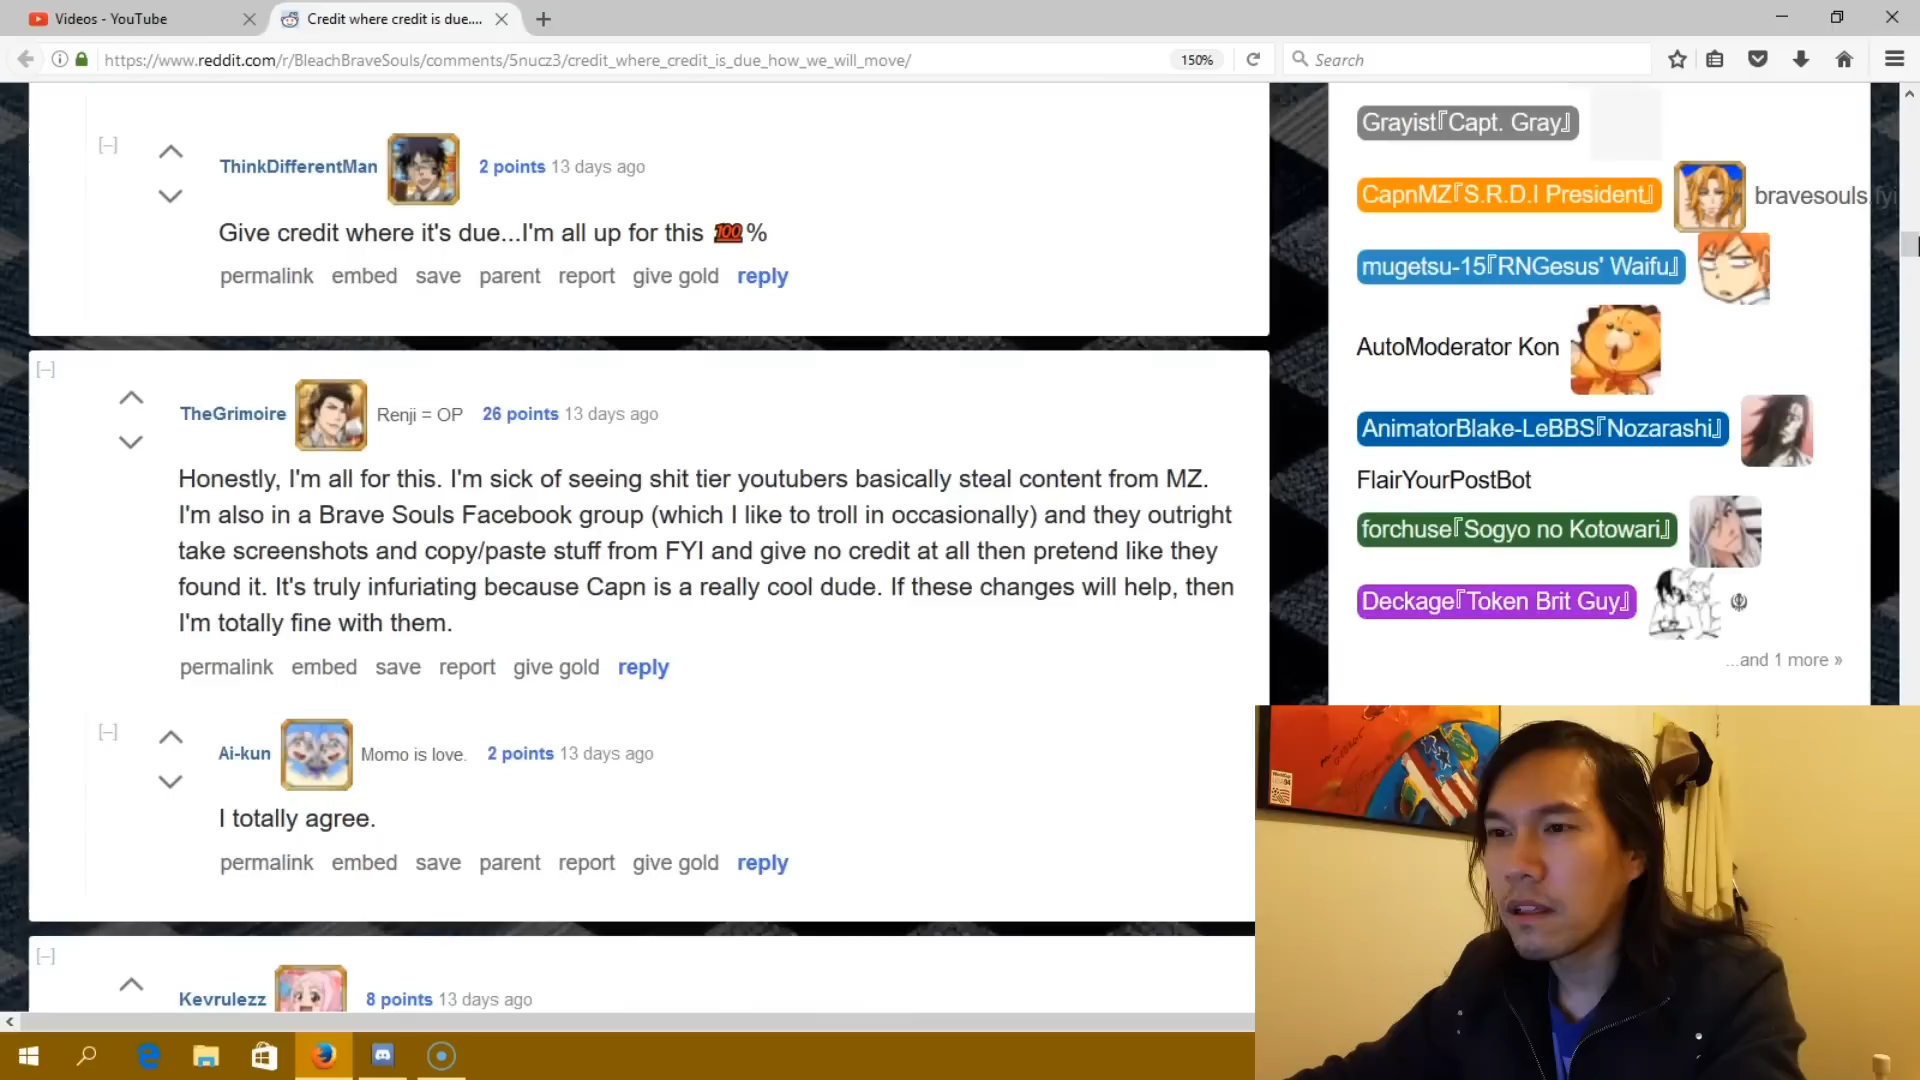 Videos - YouTube
Credit where credit is due....
https://www.reddit.com/r/BleachBraveSouls/comments/5nucz3/credit_where_credit_is_due_how_we_will_move/
150%
Search
[–]
ThinkDifferentMan 2 points 13 days ago
Give credit where it's due...I'm all up for this 💯%
permalink embed save parent report give gold reply
[–]
TheGrimoire Renji = OP 26 points 13 days ago
Honestly, I'm all for this. I'm sick of seeing shit tier youtubers basically steal content from MZ.
I'm also in a Brave Souls Facebook group (which I like to troll in occasionally) and they outright
take screenshots and copy/paste stuff from FYI and give no credit at all then pretend like they
found it. It's truly infuriating because Capn is a really cool dude. If these changes will help, then
I'm totally fine with them.
permalink embed save report give gold reply
[–]
Ai-kun Momo is love. 2 points 13 days ago
I totally agree.
permalink embed save parent report give gold reply
[–]
Kevrulezz 8 points 13 days ago
Grayist『Capt. Gray』
CapnMZ『S.R.D.I President』 bravesouls.fyi
mugetsu-15『RNGesus' Waifu』
AutoModerator Kon
AnimatorBlake-LeBBS『Nozarashi』
FlairYourPostBot
forchuse『Sogyo no Kotowari』
Deckage『Token Brit Guy』
...and 1 more »